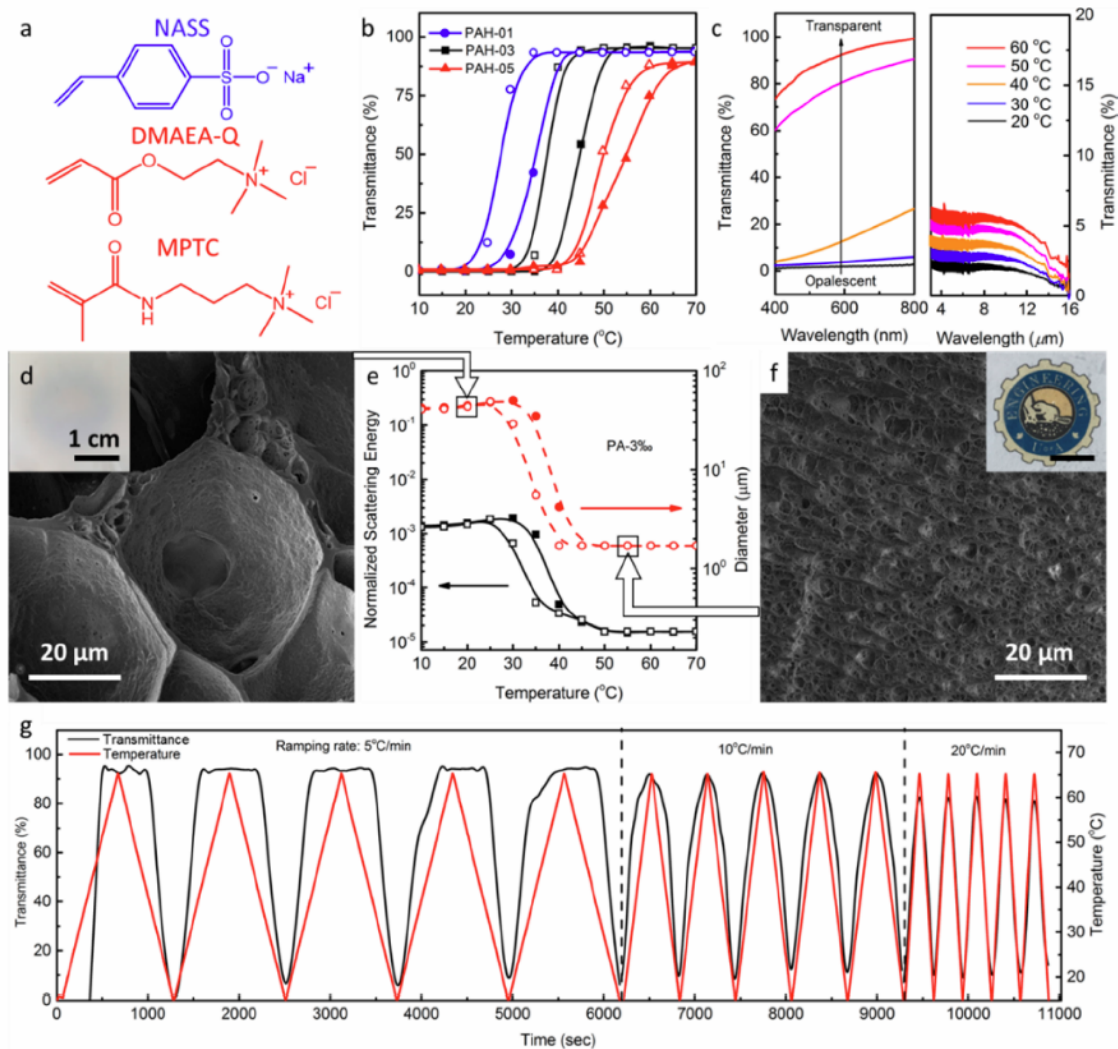 a
NASS
S
O
O
O⁻ Na⁺
DMAEA-Q
O
O
N⁺
Cl⁻
MPTC
O
N
H
N⁺
Cl⁻
b
PAH-01
PAH-03
PAH-05
Transmittance (%)
100
75
50
25
0
10 20 30 40 50 60 70
Temperature (°C)
c
Transparent
Opalescent
Transmittance (%)
100
80
60
40
20
0
400 600 800
Wavelength (nm)
60 °C
50 °C
40 °C
30 °C
20 °C
20
15
10
5
0
Transmittance (%)
4 8 12 16
Wavelength (μm)
d
1 cm
20 μm
e
PA-3‰
Normalized Scattering Energy
10⁰
10⁻¹
10⁻²
10⁻³
10⁻⁴
10⁻⁵
10²
10¹
10⁰
Diameter (μm)
10 20 30 40 50 60 70
Temperature (°C)
f
ENGINEERING
U of A
20 μm
g
Transmittance
Temperature
Ramping rate: 5°C/min
10°C/min
20°C/min
Transmittance (%)
100
80
60
40
20
0
70
60
50
40
30
20
Temperature (°C)
0 1000 2000 3000 4000 5000 6000 7000 8000 9000 10000 11000
Time (sec)